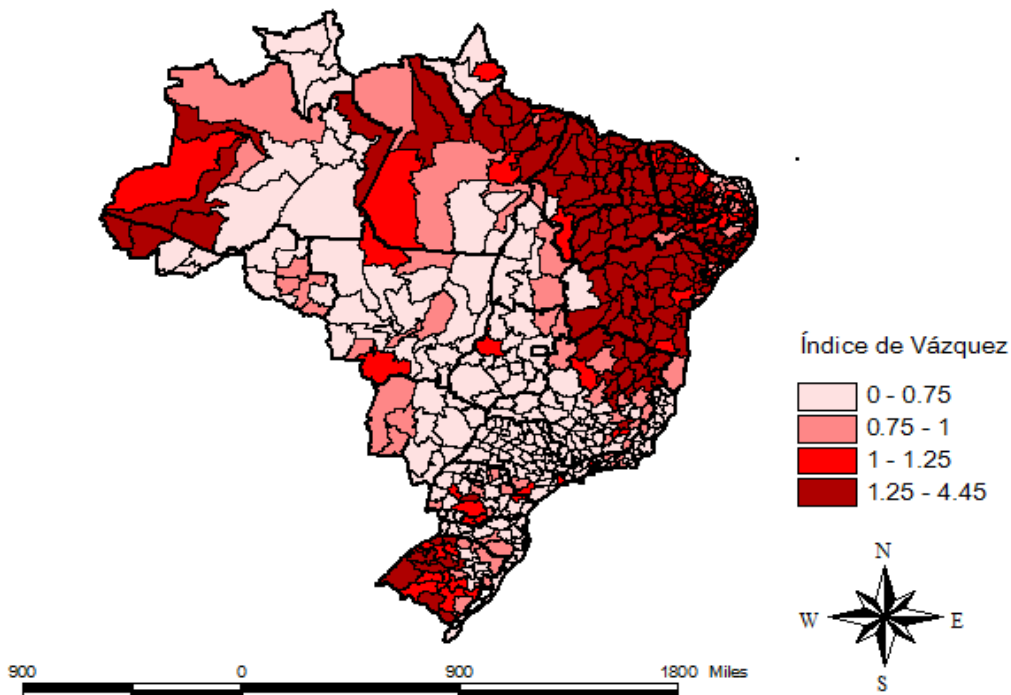 Índice de Vázquez
0 - 0.75
0.75 - 1
1 - 1.25
1.25 - 4.45
N
W E
S
900 0 900 1800 Miles